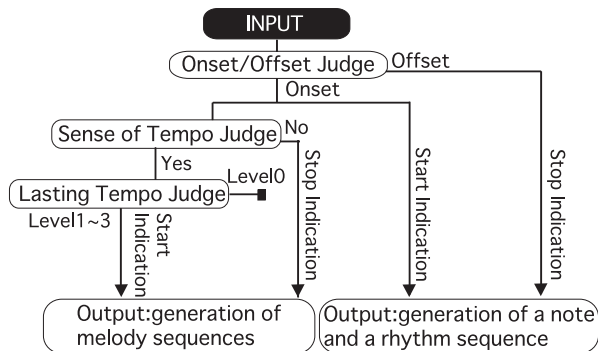 INPUT
Onset/Offset Judge
Offset
Onset
Sense of Tempo Judge
No
Yes
Level0
Lasting Tempo Judge
Level1~3
Start
Indication
Stop Indication
Start Indication
Stop Indication
Output:generation of
melody sequences
Output:generation of a note
and a rhythm sequence